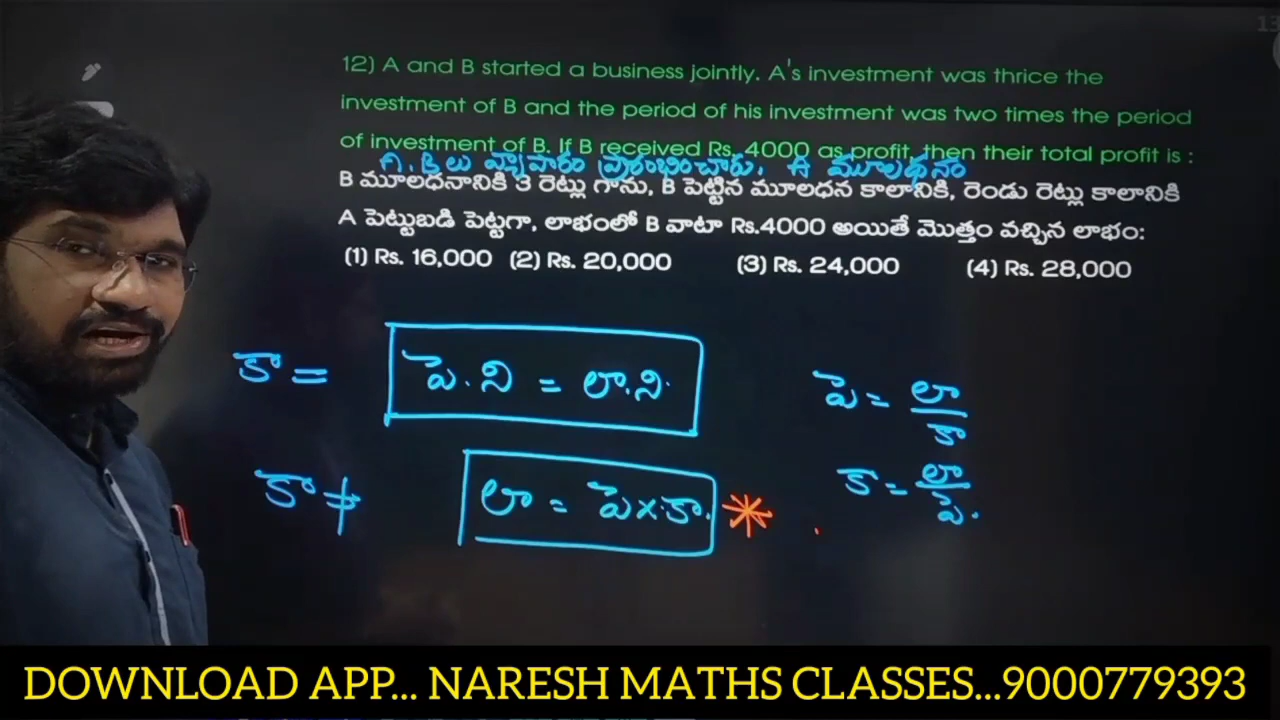 13
12) A and B started a business jointly. A's investment was thrice the
investment of B and the period of his investment was two times the period
of investment of B. If B received Rs. 4000 as profit, then their total profit is :
A. B లు వ్యాపారం ప్రారంభించారు. A మూలధనం
B మూలధనానికి 3 రెట్లు గాను, B పెట్టిన మూలధన కాలానికి, రెండు రెట్లు కాలానికి
A పెట్టుబడి పెట్టగా, లాభంలో B వాటా Rs.4000 అయితే మొత్తం వచ్చిన లాభం:
(1) Rs. 16,000 (2) Rs. 20,000 (3) Rs. 24,000 (4) Rs. 28,000
కా = పె.ని = లా.ని. పె = లా/కా
కా ≠ లా = పె×కా. * కా = లా/పె.
DOWNLOAD APP... NARESH MATHS CLASSES...9000779393